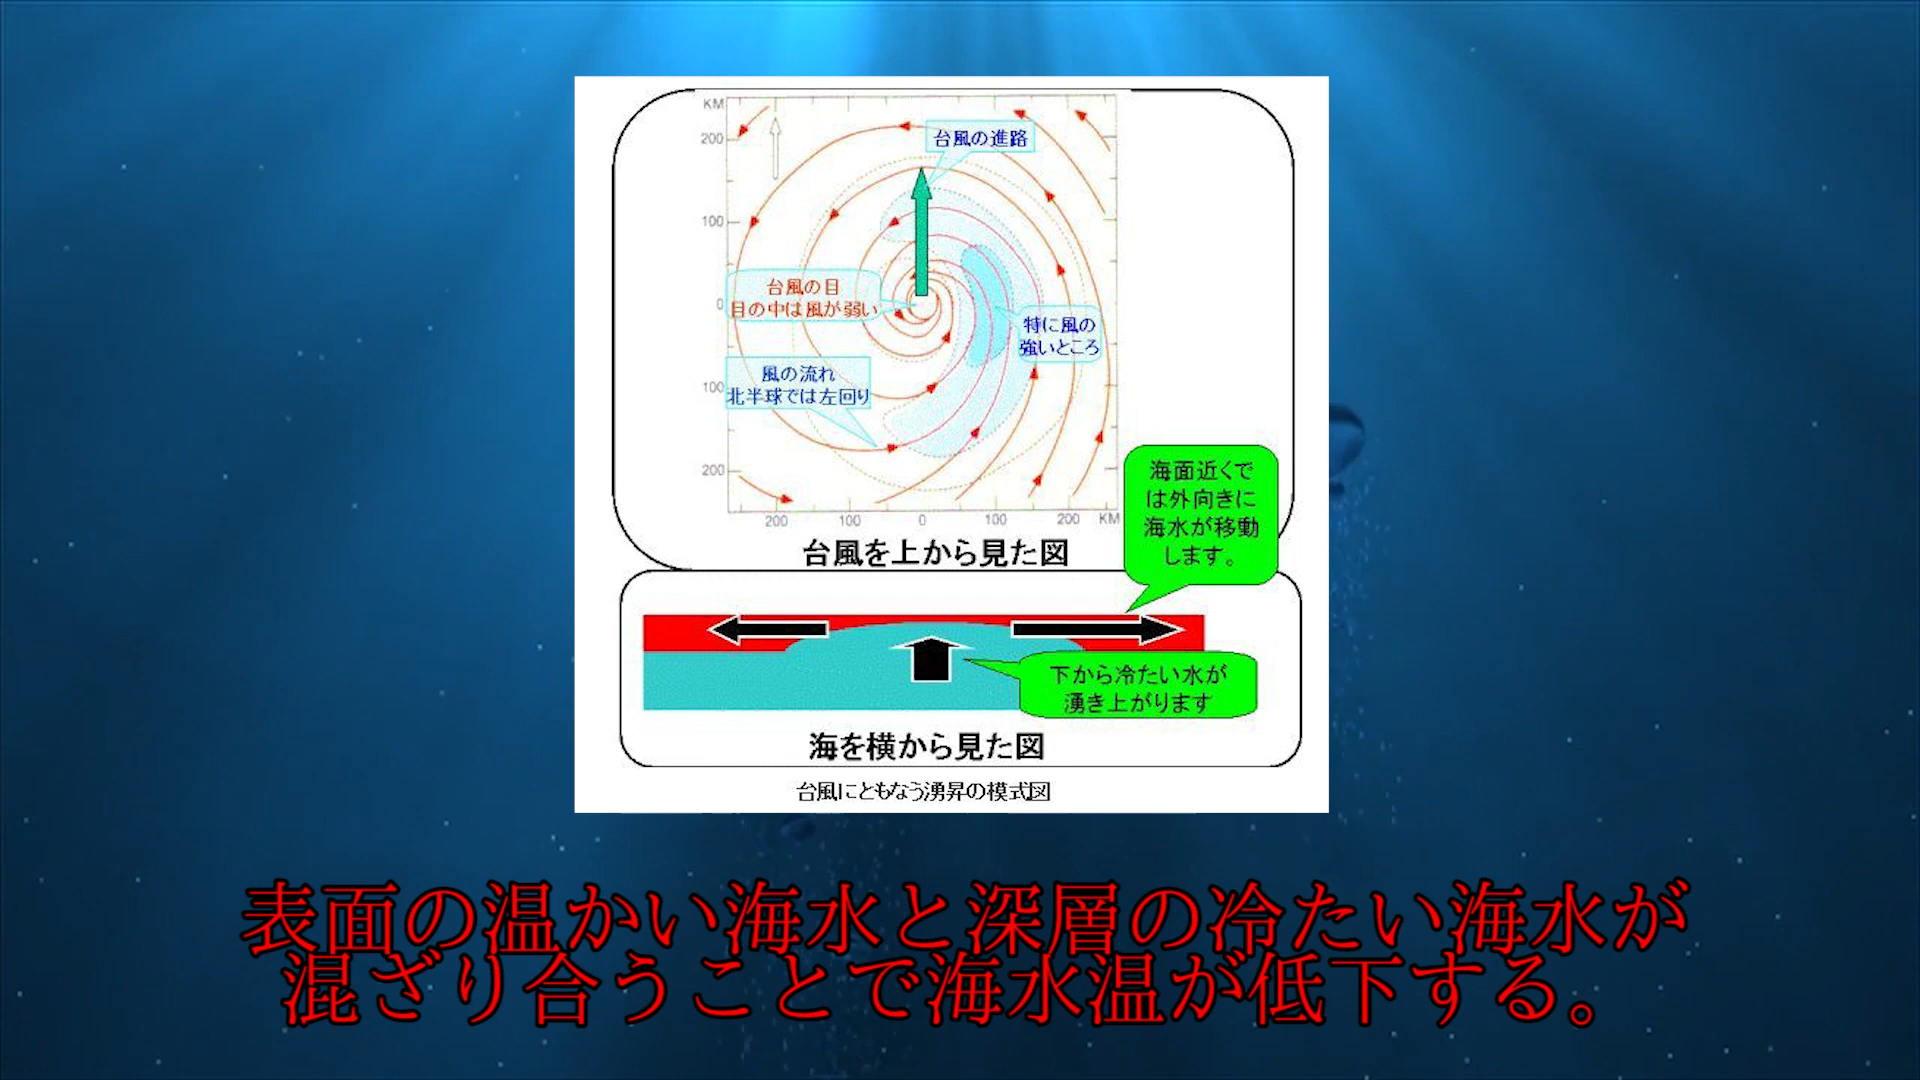 KM
200
台風の進路
100
台風の目
目の中は風が弱い
0
特に風の
強いところ
風の流れ
北半球では左回り
100
200
200 100 0 100 200 KM
海面近くで
は外向きに
海水が移動
します。
台風を上から見た図
下から冷たい水が
湧き上がります
海を横から見た図
台風にともなう湧昇の模式図
表面の温かい海水と深層の冷たい海水が
混ざり合うことで海水温が低下する。